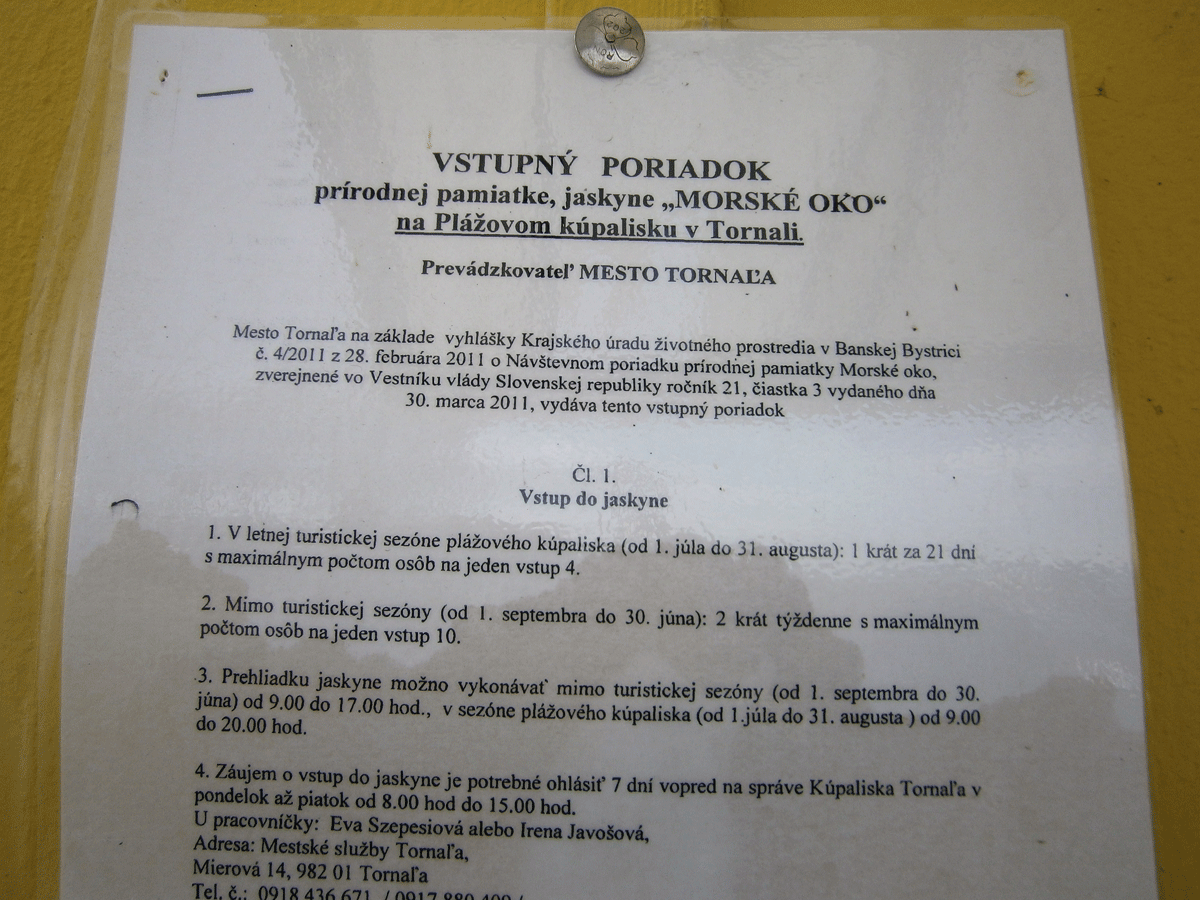 VSTUPNÝ PORIADOK
prírodnej pamiatke, jaskyne „MORSKÉ OKO“
na Plážovom kúpalisku v Tornali.
Prevádzkovateľ MESTO TORNAĽA
Mesto Tornaľa na základe vyhlášky Krajského úradu životného prostredia v Banskej Bystrici
č. 4/2011 z 28. februára 2011 o Návštevnom poriadku prírodnej pamiatky Morské oko,
zverejnené vo Vestníku vlády Slovenskej republiky ročník 21, čiastka 3 vydaného dňa
30. marca 2011, vydáva tento vstupný poriadok
Čl. 1.
Vstup do jaskyne
1. V letnej turistickej sezóne plážového kúpaliska (od 1. júla do 31. augusta): 1 krát za 21 dní
s maximálnym počtom osôb na jeden vstup 4.
2. Mimo turistickej sezóny (od 1. septembra do 30. júna): 2 krát týždenne s maximálnym
počtom osôb na jeden vstup 10.
3. Prehliadku jaskyne možno vykonávať mimo turistickej sezóny (od 1. septembra do 30.
júna) od 9.00 do 17.00 hod., v sezóne plážového kúpaliska (od 1.júla do 31. augusta ) od 9.00
do 20.00 hod.
4. Záujem o vstup do jaskyne je potrebné ohlásiť 7 dní vopred na správe Kúpaliska Tornaľa v
pondelok až piatok od 8.00 hod do 15.00 hod.
U pracovníčky: Eva Szepesiová alebo Irena Javošová,
Adresa: Mestské služby Tornaľa,
Mierová 14, 982 01 Tornaľa
Tel. č.: 0918 436 671 / 0917 880 409 /